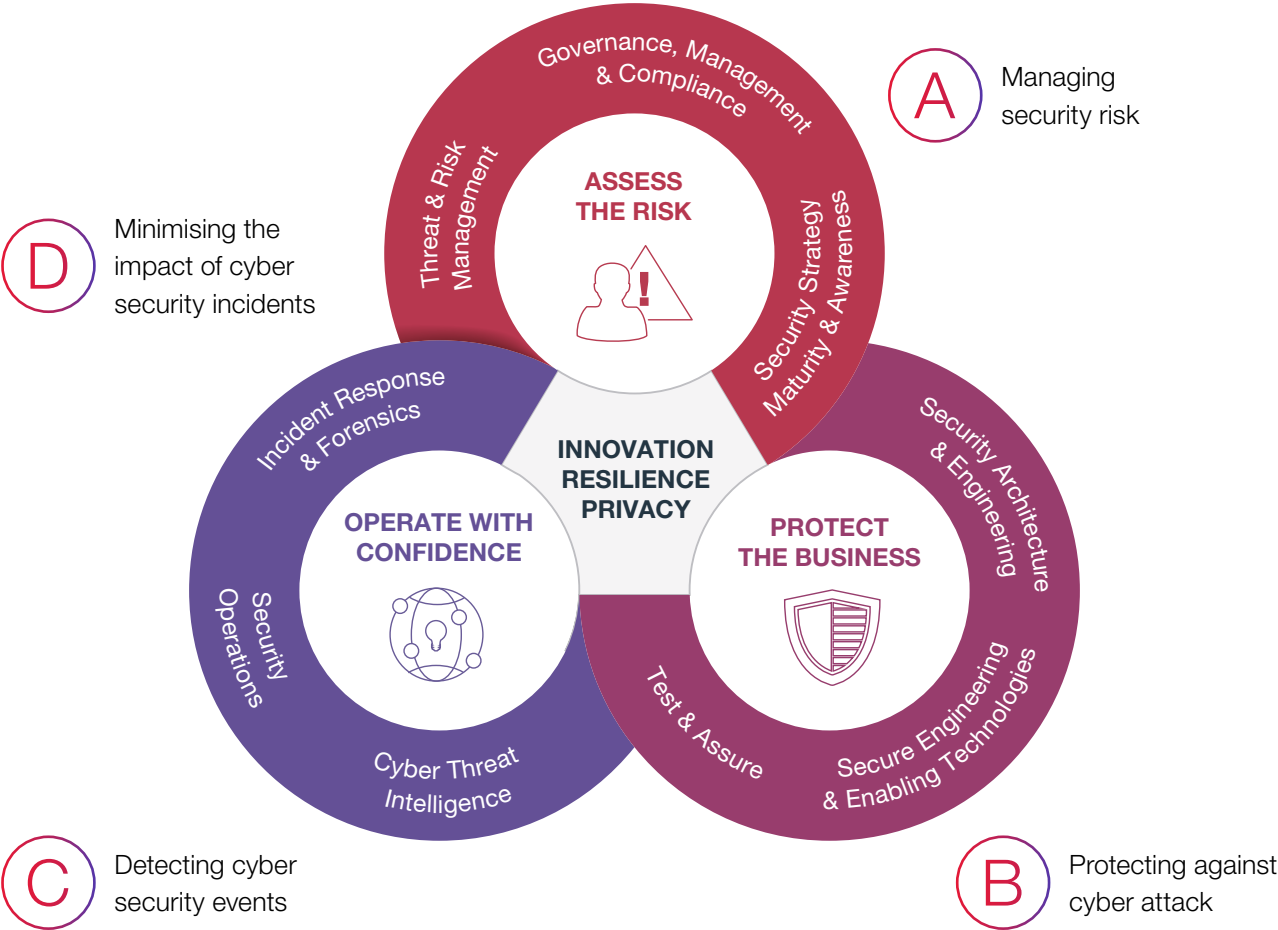 Governance, Management
& Compliance
A
Managing
security risk
Threat & Risk
Management
ASSESS
THE RISK
!
Security Strategy
Maturity & Awareness
D
Minimising the
impact of cyber
security incidents
Incident Response
& Forensics
INNOVATION
RESILIENCE
PRIVACY
Security Architecture
& Engineering
OPERATE WITH
CONFIDENCE
PROTECT
THE BUSINESS
Security
Operations
Test & Assure
Secure Engineering
& Enabling Technologies
Cyber Threat
Intelligence
C
Detecting cyber
security events
B
Protecting against
cyber attack